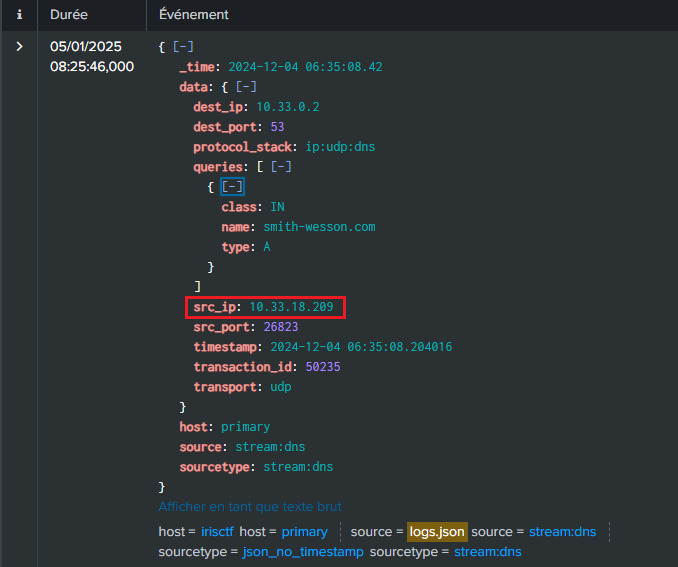 i Durée Événement
> 05/01/2025 { [-]
08:25:46,000 _time: 2024-12-04 06:35:08.42
data: { [-]
dest_ip: 10.33.0.2
dest_port: 53
protocol_stack: ip:udp:dns
queries: [ [-]
{ [-]
class: IN
name: smith-wesson.com
type: A
}
]
src_ip: 10.33.18.209
src_port: 26823
timestamp: 2024-12-04 06:35:08.204016
transaction_id: 50235
transport: udp
}
host: primary
source: stream:dns
sourcetype: stream:dns
}
Afficher en tant que texte brut
host = irisctf host = primary source = logs.json source = stream:dns
sourcetype = json_no_timestamp sourcetype = stream:dns